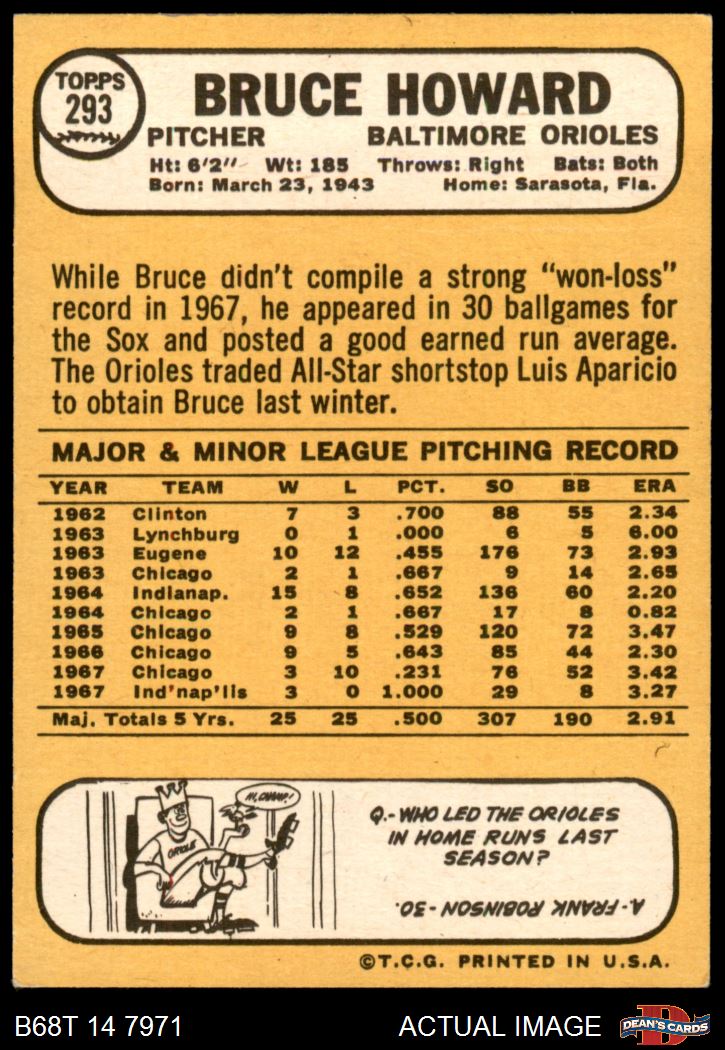 TOPPS
293
BRUCE HOWARD
PITCHER BALTIMORE ORIOLES
Ht: 6'2" Wt: 185 Throws: Right Bats: Both
Born: March 23, 1943 Home: Sarasota, Fla.
While Bruce didn't compile a strong "won-loss"
record in 1967, he appeared in 30 ballgames for
the Sox and posted a good earned run average.
The Orioles traded All-Star shortstop Luis Aparicio
to obtain Bruce last winter.
MAJOR & MINOR LEAGUE PITCHING RECORD
YEAR TEAM W L PCT. SO BB ERA
1962 Clinton 7 3 .700 88 55 2.34
1963 Lynchburg 0 1 .000 6 5 6.00
1963 Eugene 10 12 .455 176 73 2.93
1963 Chicago 2 1 .667 9 14 2.65
1964 Indianap. 15 8 .652 136 60 2.20
1964 Chicago 2 1 .667 17 8 0.82
1965 Chicago 9 8 .529 120 72 3.47
1966 Chicago 9 5 .643 85 44 2.30
1967 Chicago 3 10 .231 76 52 3.42
1967 Ind'nap'lis 3 0 1.000 29 8 3.27
Maj. Totals 5 Yrs. 25 25 .500 307 190 2.91
HI, CHAMP!
ORIOLE
Q.-WHO LED THE ORIOLES
IN HOME RUNS LAST
SEASON?
A-FRANK ROBINSON-30.
©T.C.G. PRINTED IN U.S.A.
B68T 14 7971 ACTUAL IMAGE
D
DEAN'S CARDS